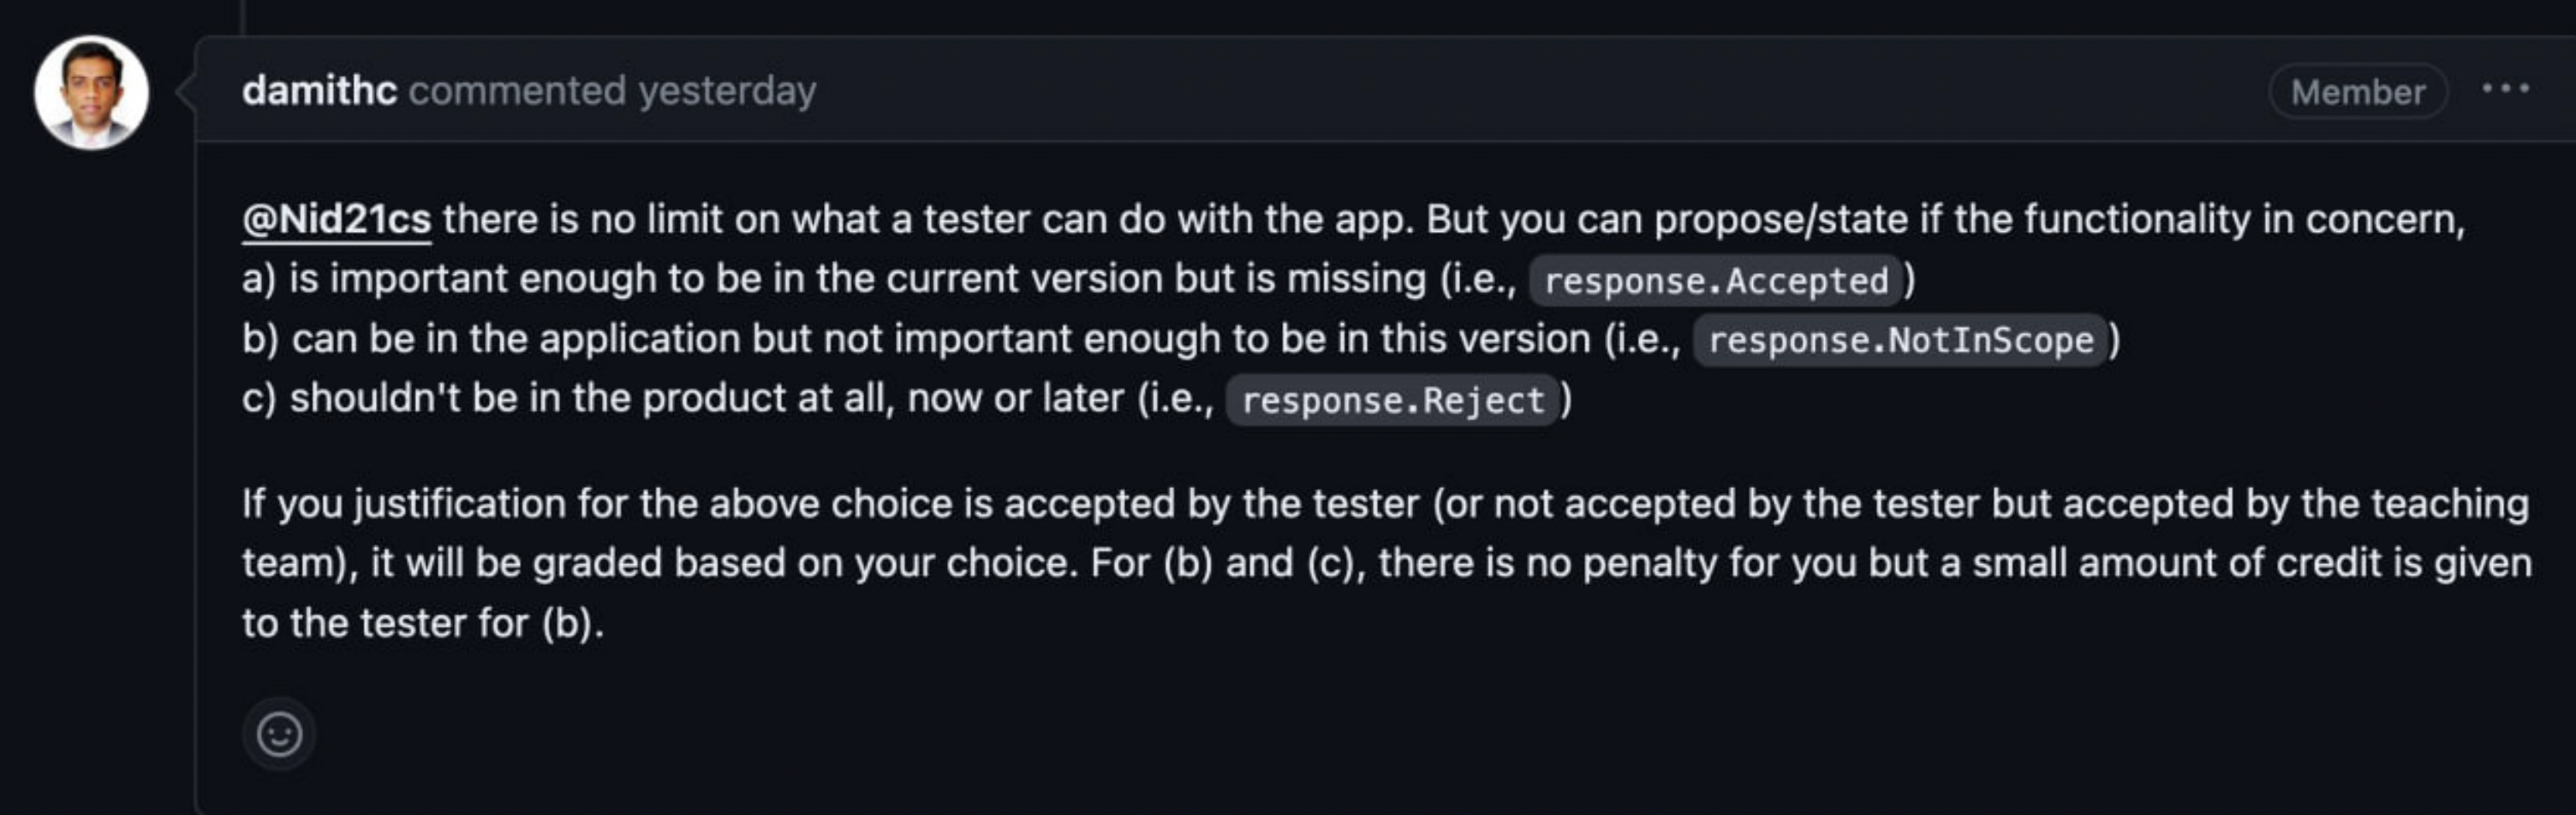 damithc commented yesterday
Member
@Nid21cs there is no limit on what a tester can do with the app. But you can propose/state if the functionality in concern,
a) is important enough to be in the current version but is missing (i.e., response.Accepted)
b) can be in the application but not important enough to be in this version (i.e., response.NotInScope)
c) shouldn't be in the product at all, now or later (i.e., response.Reject)
If you justification for the above choice is accepted by the tester (or not accepted by the tester but accepted by the teaching
team), it will be graded based on your choice. For (b) and (c), there is no penalty for you but a small amount of credit is given
to the tester for (b).